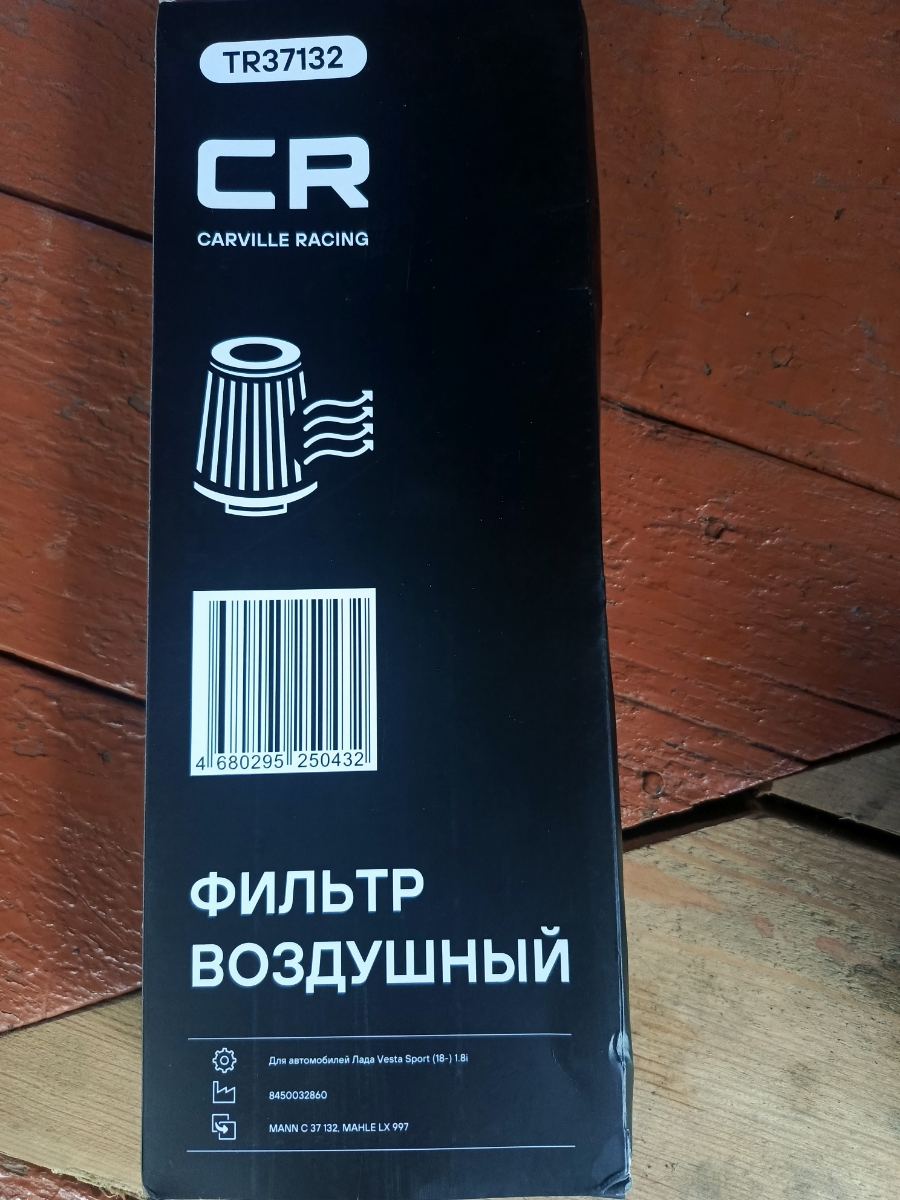 TR37132
CR
CARVILLE RACING
4 680295 250432
ФИЛЬТР
ВОЗДУШНЫЙ
Для автомобилей Лада Vesta Sport (18-) 1.8i
8450032860
MANN C 37 132, MAHLE LX 997